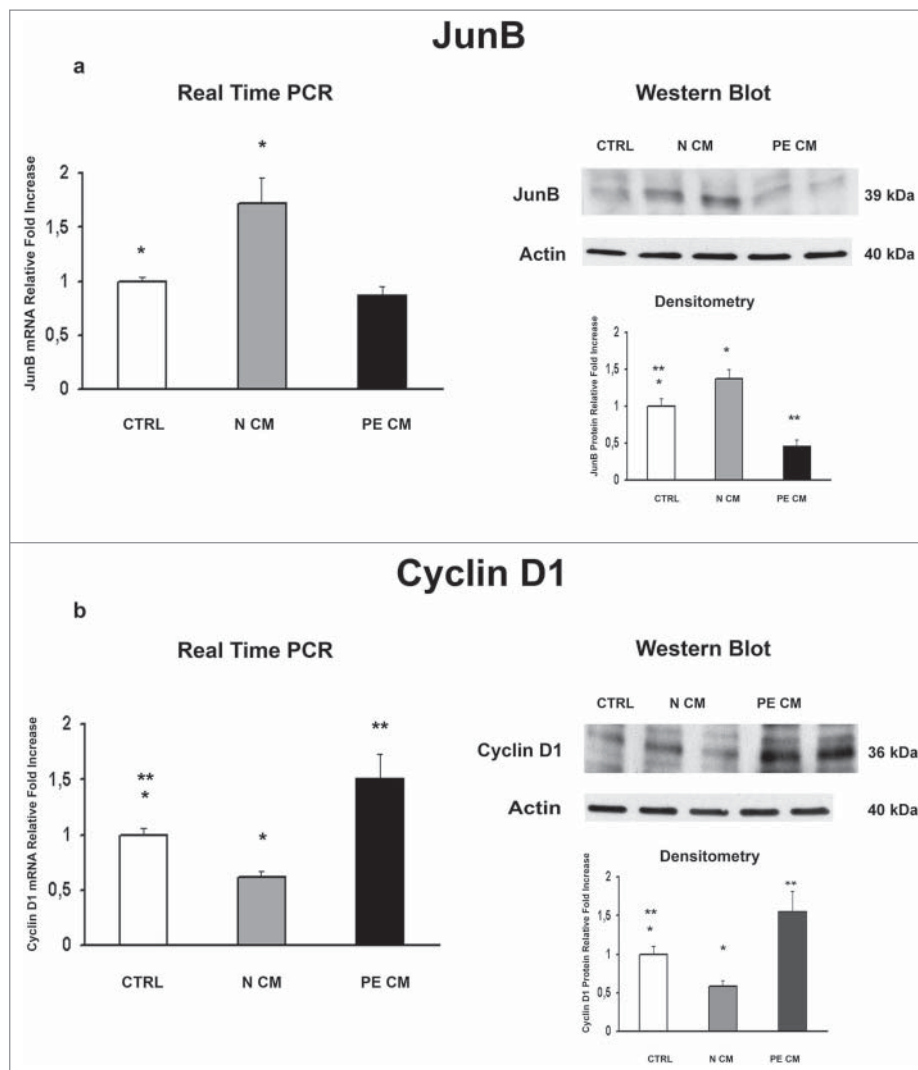 JunB
a
Real Time PCR
JunB mRNA Relative Fold Increase
2
1,5
1
0,5
0
*
*
CTRL
N CM
PE CM
Western Blot
CTRL
N CM
PE CM
JunB
39 kDa
Actin
40 kDa
Densitometry
JunB Protein Relative Fold Increase
2
1,5
1
0,5
0
**
*
*
**
CTRL
N CM
PE CM
Cyclin D1
b
Real Time PCR
Cyclin D1 mRNA Relative Fold Increase
2
1,5
1
0,5
0
**
*
*
**
CTRL
N CM
PE CM
Western Blot
CTRL
N CM
PE CM
Cyclin D1
36 kDa
Actin
40 kDa
Densitometry
Cyclin D1 Protein Relative Fold Increase
2
1,5
1
0,5
0
**
*
*
**
CTRL
N CM
PE CM